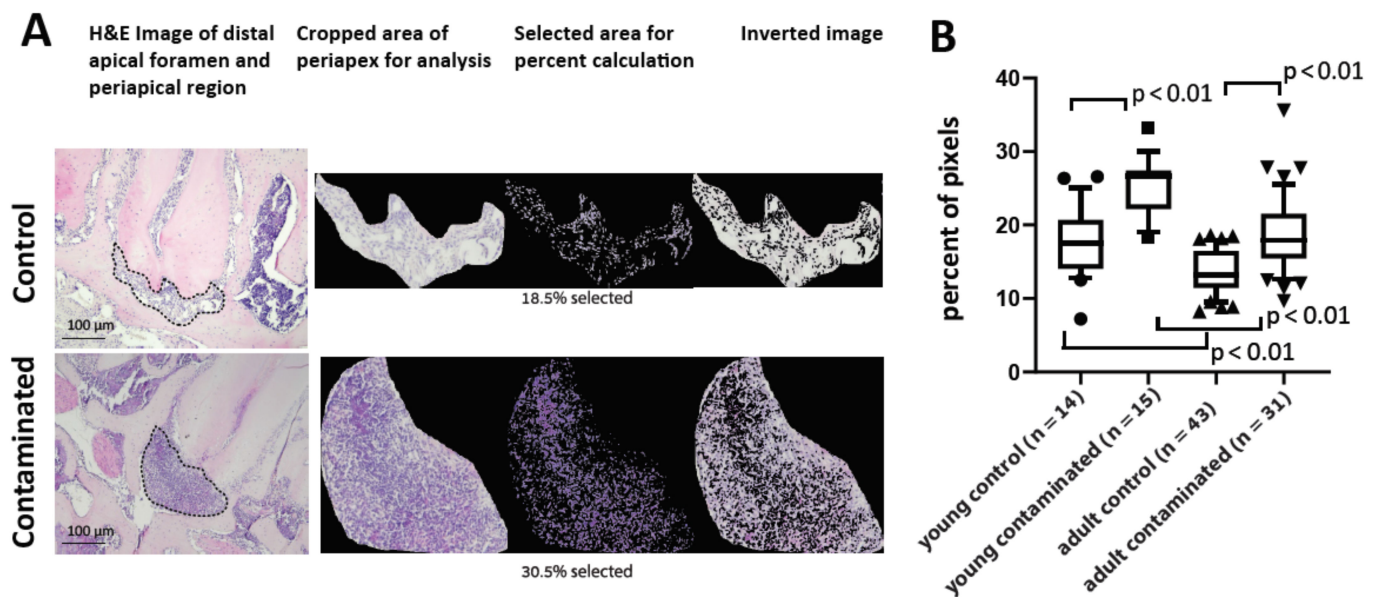 A
H&E Image of distal
apical foramen and
periapical region
Cropped area of
periapex for analysis
Selected area for
percent calculation
Inverted image
Control
100 µm
18.5% selected
Contaminated
100 µm
30.5% selected
B
percent of pixels
40
30
20
10
0
p < 0.01
p < 0.01
p < 0.01
p < 0.01
young control (n = 14)
young contaminated (n = 15)
adult control (n = 43)
adult contaminated (n = 31)